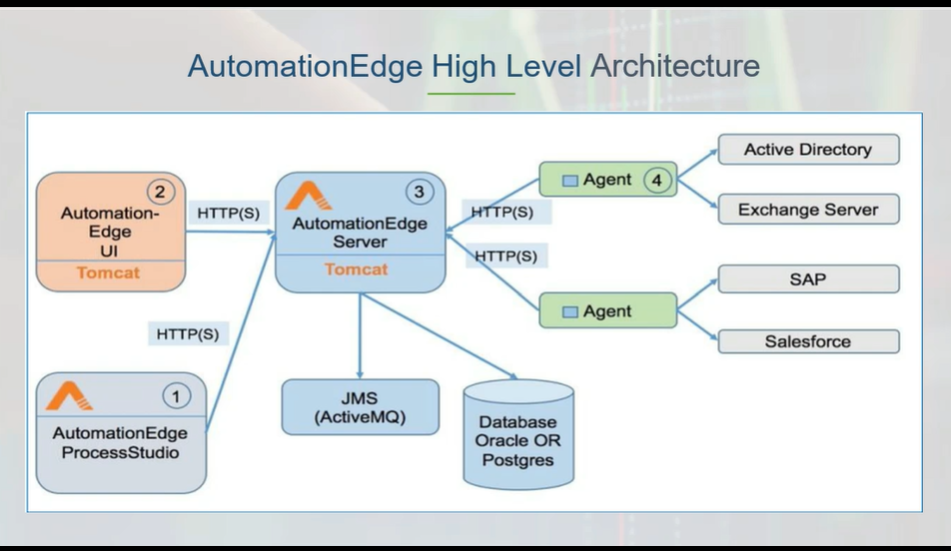 AutomationEdge High Level Architecture
2
Automation-
Edge
UI
Tomcat
HTTP(S)
3
AutomationEdge
Server
Tomcat
HTTP(S)
HTTP(S)
Agent 4
Active Directory
Exchange Server
Agent
SAP
Salesforce
HTTP(S)
1
AutomationEdge
ProcessStudio
JMS
(ActiveMQ)
Database
Oracle OR
Postgres